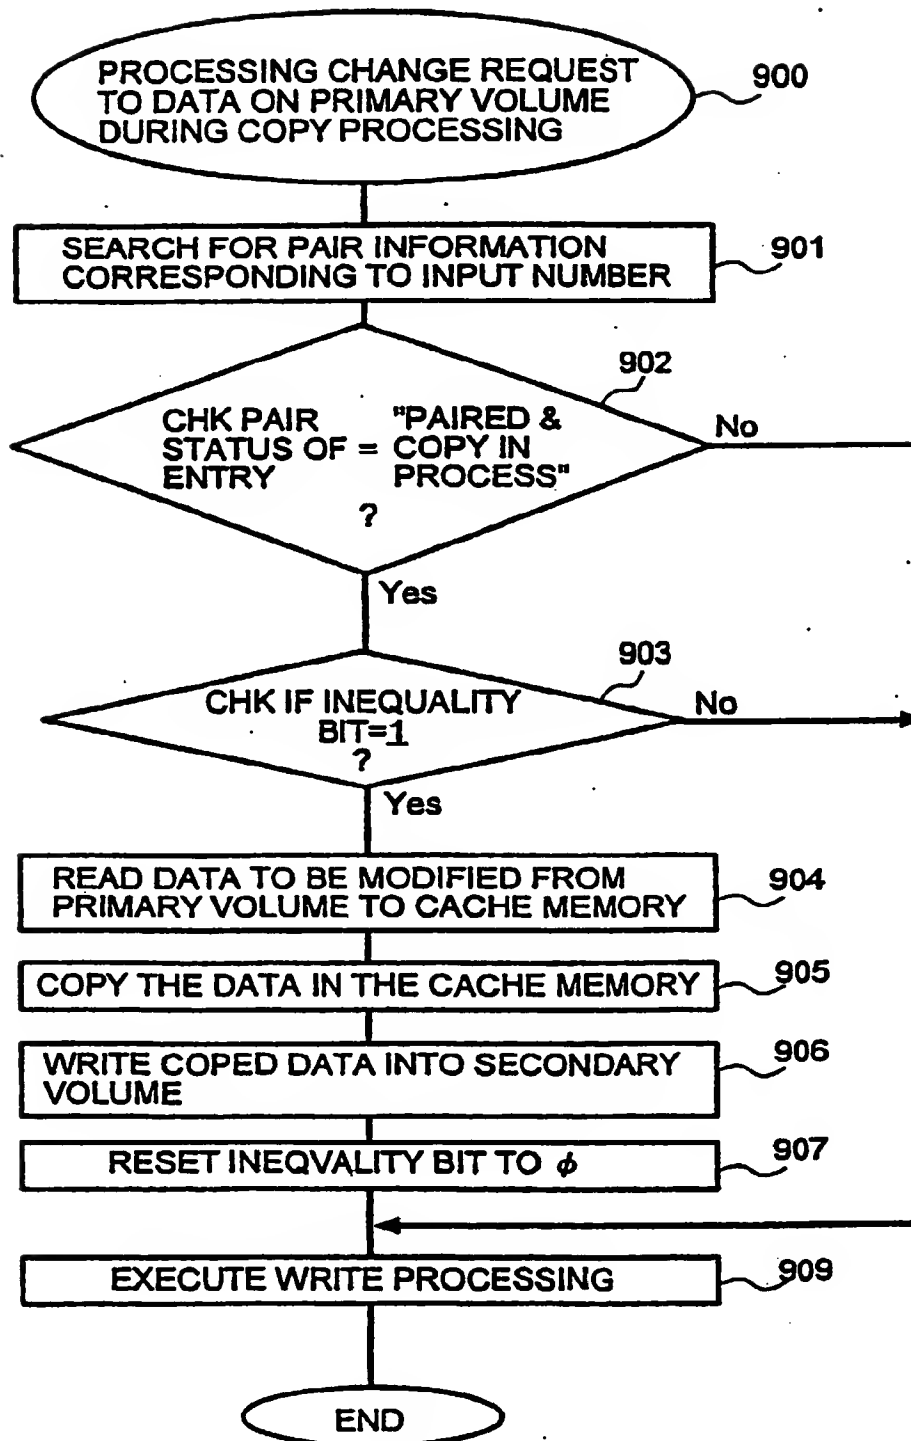 PROCESSING CHANGE REQUEST
TO DATA ON PRIMARY VOLUME
DURING COPY PROCESSING
900
SEARCH FOR PAIR INFORMATION
CORRESPONDING TO INPUT NUMBER
901
902
CHK PAIR "PAIRED &
STATUS OF = COPY IN
ENTRY PROCESS"
?
No
Yes
903
CHK IF INEQUALITY
BIT=1
?
No
Yes
READ DATA TO BE MODIFIED FROM
PRIMARY VOLUME TO CACHE MEMORY
904
COPY THE DATA IN THE CACHE MEMORY
905
WRITE COPED DATA INTO SECONDARY
VOLUME
906
RESET INEQVALITY BIT TO ϕ
907
EXECUTE WRITE PROCESSING
909
END